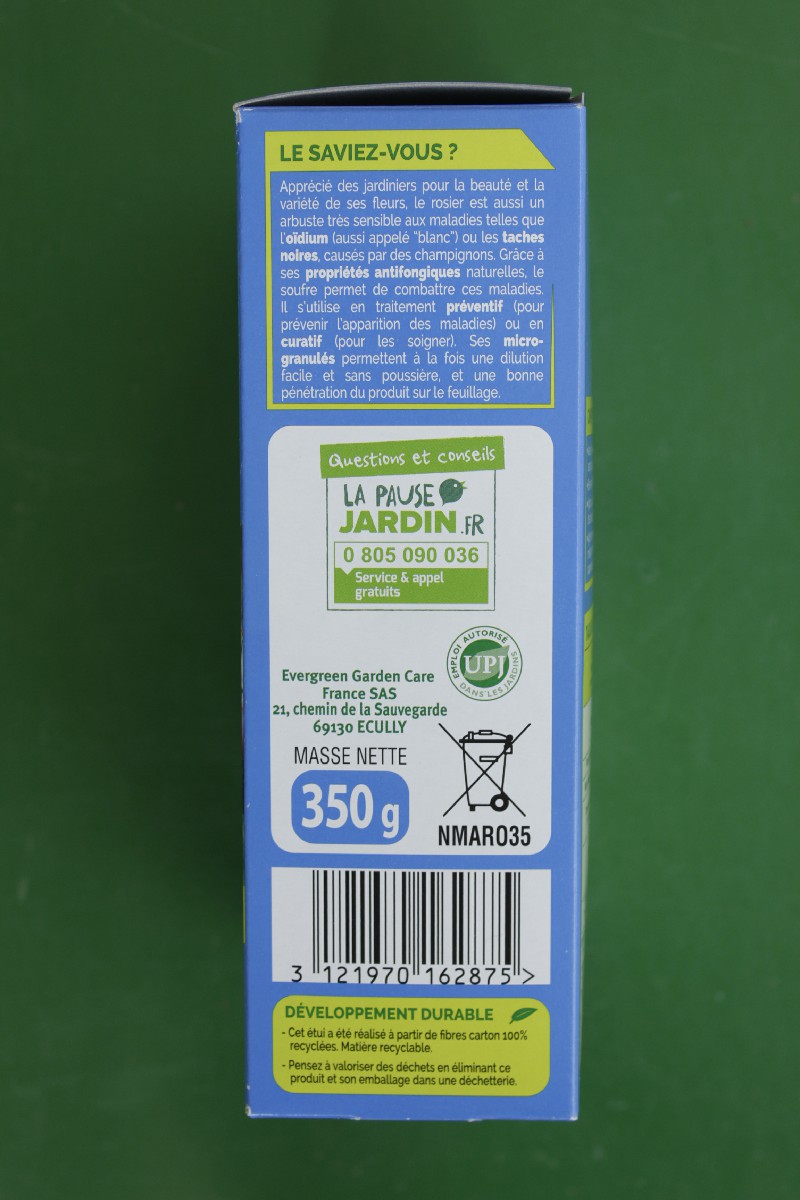 LE SAVIEZ-VOUS ?
Apprécié des jardiniers pour la beauté et la
variété de ses fleurs, le rosier est aussi un
arbuste très sensible aux maladies telles que
l'oïdium (aussi appelé "blanc") ou les taches
noires, causés par des champignons. Grâce à
ses propriétés antifongiques naturelles, le
soufre permet de combattre ces maladies.
Il s'utilise en traitement préventif (pour
prévenir l'apparition des maladies) ou en
curatif (pour les soigner). Ses micro-
granulés permettent à la fois une dilution
facile et sans poussière, et une bonne
pénétration du produit sur le feuillage.
Questions et conseils
LA PAUSE
JARDIN.FR
0 805 090 036
Service & appel
gratuits
EMPLOI AUTORISÉ
UPJ
DANS LES JARDINS
Evergreen Garden Care
France SAS
21, chemin de la Sauvegarde
69130 ECULLY
MASSE NETTE
350 g
NMAR035
3 121970 162875 >
DÉVELOPPEMENT DURABLE
- Cet étui a été réalisé à partir de fibres carton 100%
recyclées. Matière recyclable.
- Pensez à valoriser des déchets en éliminant ce
produit et son emballage dans une déchetterie.